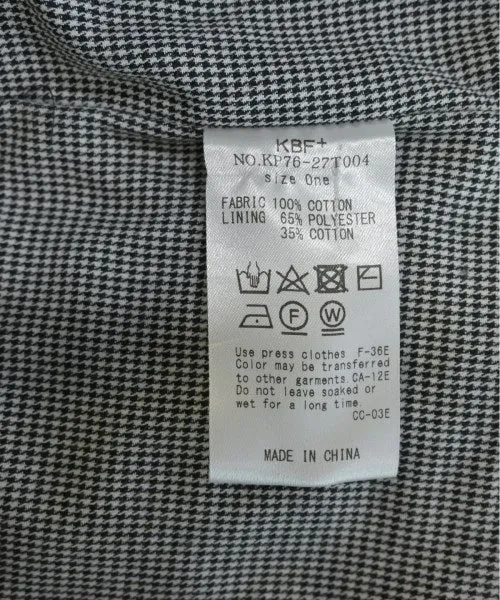 KBF+
NO.KP76-27T004
size One
FABRIC 100% COTTON
LINING 65% POLYESTER
35% COTTON
F
W
Use press clothes F-36E
Color may be transferred
to other garments. CA-12E
Do not leave soaked or
wet for a long time.
CC-03E
MADE IN CHINA